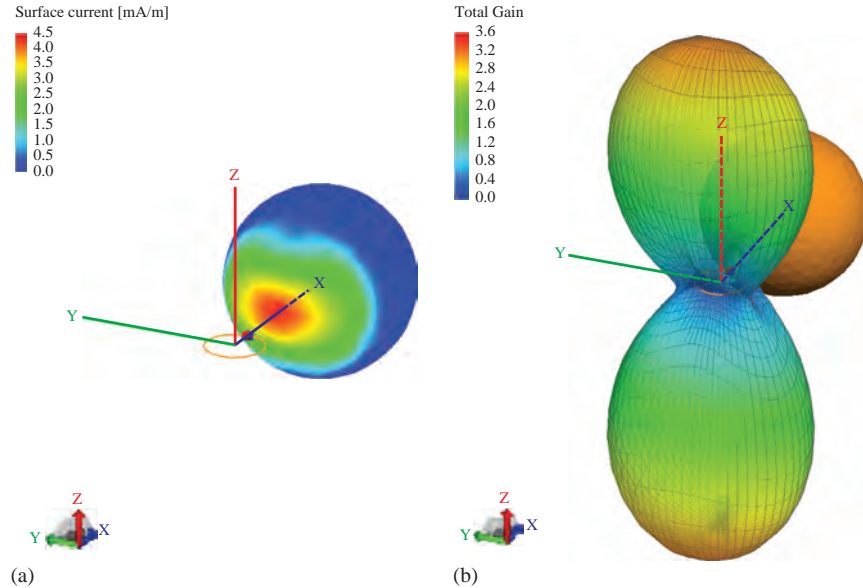 Surface current [mA/m]
4.5
4.0
3.5
3.0
2.5
2.0
1.5
1.0
0.5
0.0
Z
X
Y
Z
Y
X
(a)
Total Gain
3.6
3.2
2.8
2.4
2.0
1.6
1.2
0.8
0.4
0.0
Z
X
Y
Z
Y
X
(b)